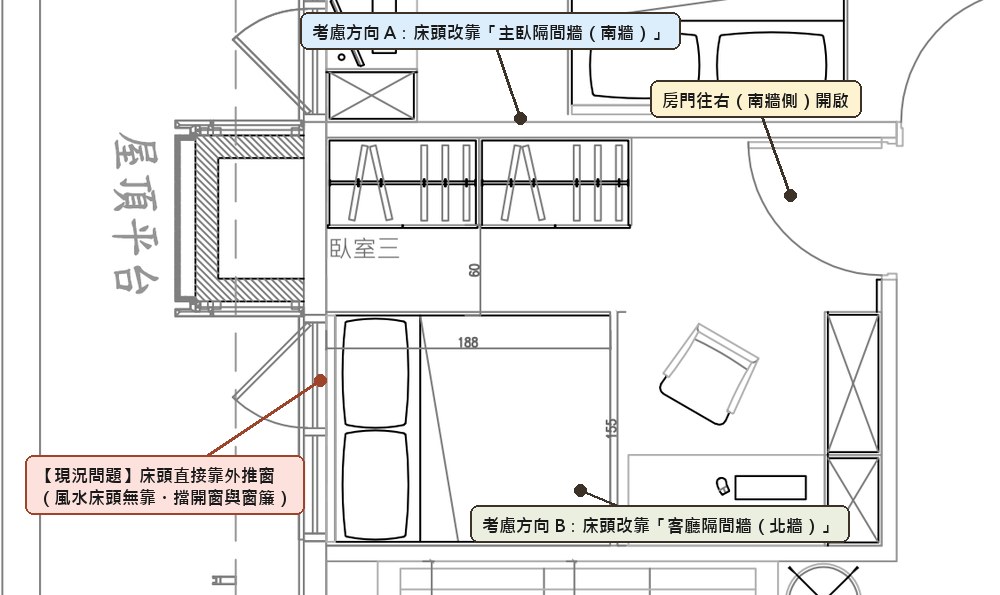 考慮方向 A：床頭改靠「主臥隔間牆（南牆）」
房門往右（南牆側）開啟
屋頂平台
臥室三
60
188
155
【現況問題】床頭直接靠外推窗
（風水床頭無靠・擋開窗與窗簾）
考慮方向 B：床頭改靠「客廳隔間牆（北牆）」